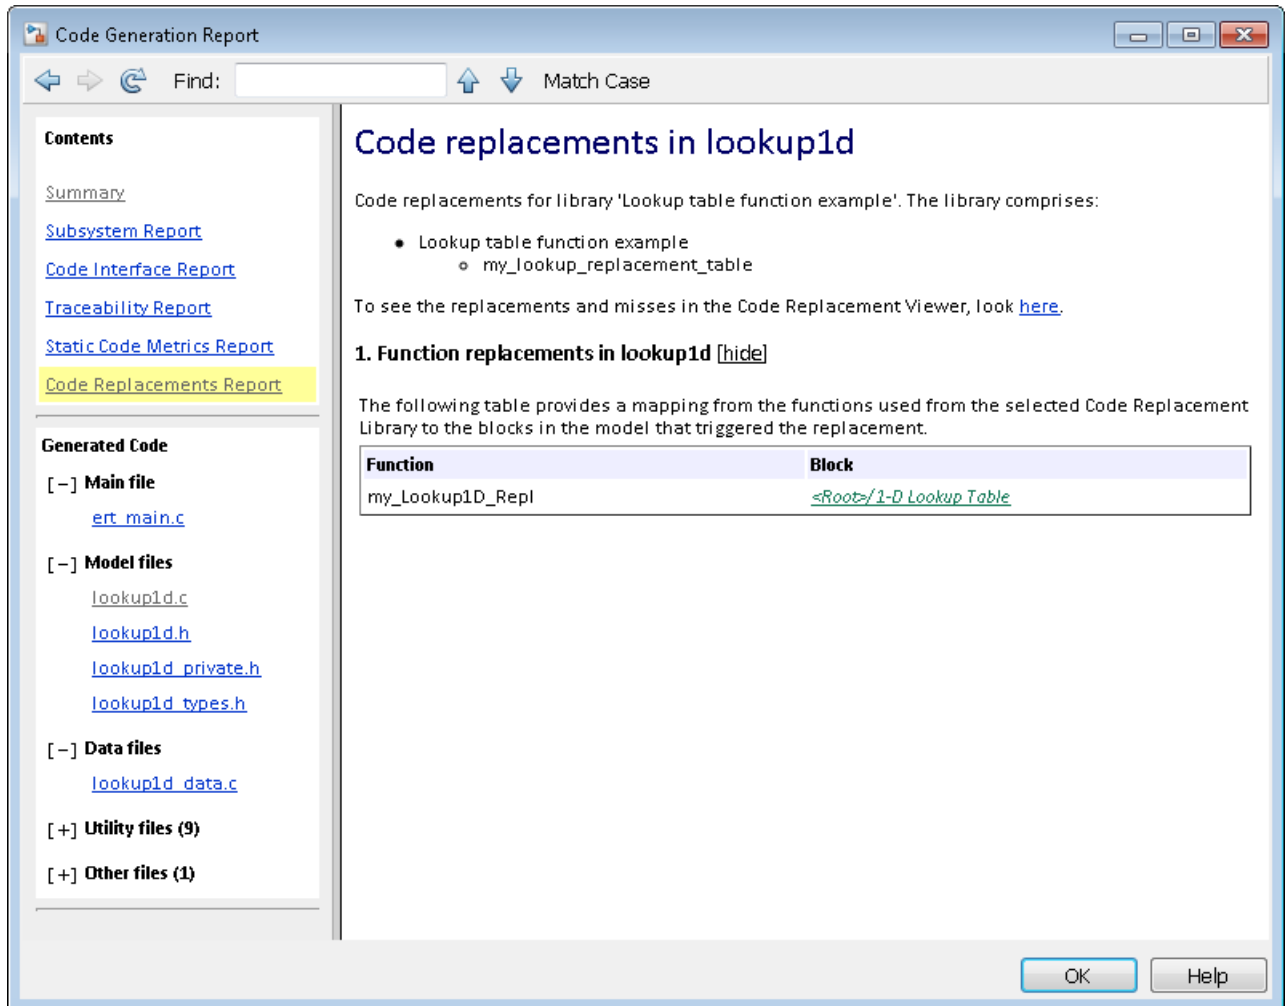 Code Generation Report
Find:
Match Case
Contents
Summary
Subsystem Report
Code Interface Report
Traceability Report
Static Code Metrics Report
Code Replacements Report
Generated Code
[-] Main file
ert_main.c
[-] Model files
lookup1d.c
lookup1d.h
lookup1d_private.h
lookup1d_types.h
[-] Data files
lookup1d_data.c
[+] Utility files (9)
[+] Other files (1)
Code replacements in lookup1d
Code replacements for library 'Lookup table function example'. The library comprises:
Lookup table function example
my_lookup_replacement_table
To see the replacements and misses in the Code Replacement Viewer, look here.
1. Function replacements in lookup1d [hide]
The following table provides a mapping from the functions used from the selected Code Replacement
Library to the blocks in the model that triggered the replacement.
Function Block
my_Lookup1D_Repl <Root>/1-D Lookup Table
OK Help